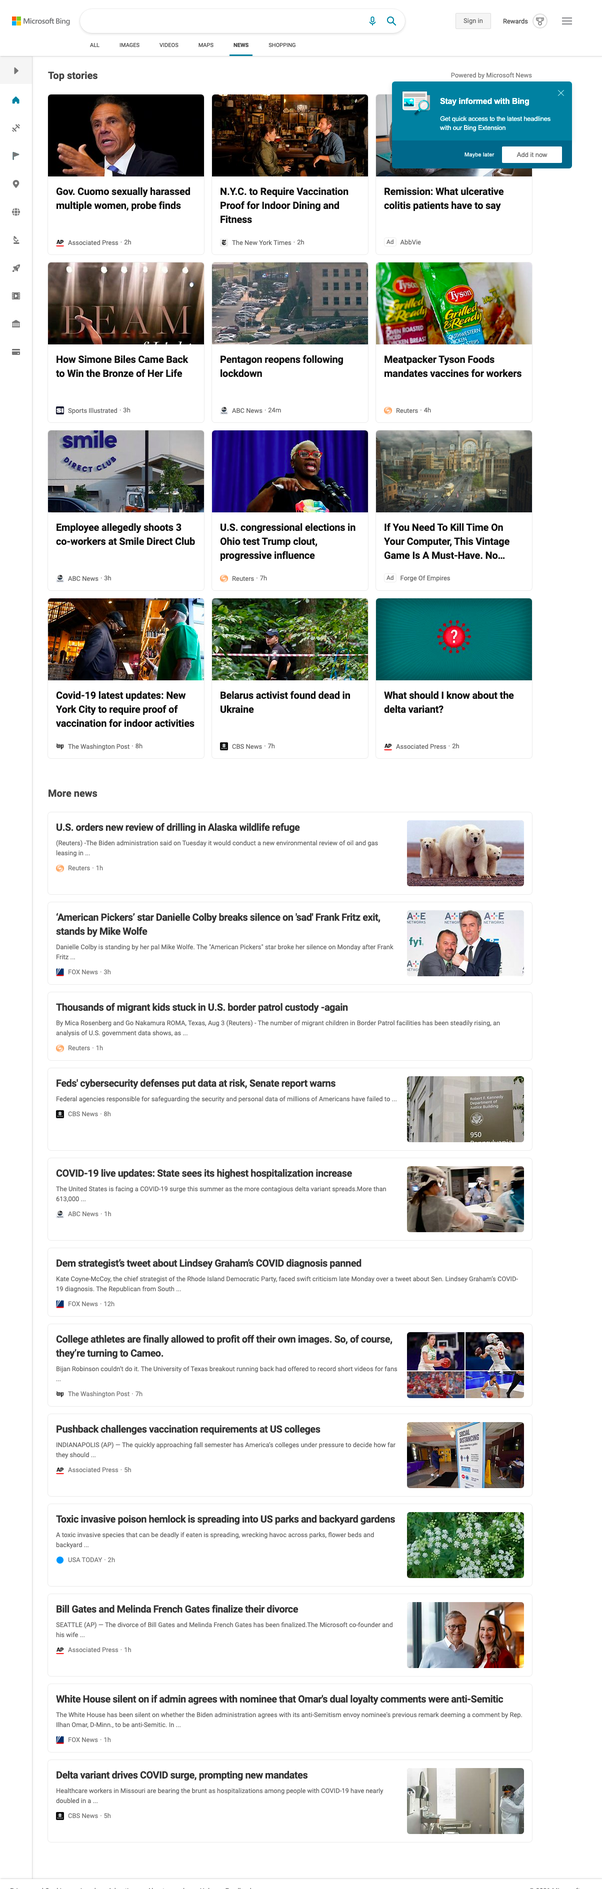 Microsoft Bing
Sign in
Rewards
ALL
IMAGES
VIDEOS
MAPS
NEWS
SHOPPING
Top stories
Powered by Microsoft News
Stay informed with Bing
Get quick access to the latest headlines
with our Bing Extension
Maybe later
Add it now
Gov. Cuomo sexually harassed
multiple women, probe finds
AP Associated Press · 2h
N.Y.C. to Require Vaccination
Proof for Indoor Dining and
Fitness
The New York Times · 2h
Remission: What ulcerative
colitis patients have to say
Ad AbbVie
BEAM
How Simone Biles Came Back
to Win the Bronze of Her Life
Sports Illustrated · 3h
Pentagon reopens following
lockdown
ABC News · 24m
Tyson
Grilled
& Ready
Tyson
Grilled
& Ready
Meatpacker Tyson Foods
mandates vaccines for workers
Reuters · 4h
smile
DIRECT CLUB
Employee allegedly shoots 3
co-workers at Smile Direct Club
ABC News · 3h
U.S. congressional elections in
Ohio test Trump clout,
progressive influence
Reuters · 7h
If You Need To Kill Time On
Your Computer, This Vintage
Game Is A Must-Have. No...
Ad Forge Of Empires
Covid-19 latest updates: New
York City to require proof of
vaccination for indoor activities
wp The Washington Post · 8h
Belarus activist found dead in
Ukraine
CBS News · 7h
?
What should I know about the
delta variant?
AP Associated Press · 2h
More news
U.S. orders new review of drilling in Alaska wildlife refuge
(Reuters) -The Biden administration said on Tuesday it would conduct a new environmental review of oil and gas
leasing in ...
Reuters · 1h
'American Pickers' star Danielle Colby breaks silence on 'sad' Frank Fritz exit,
stands by Mike Wolfe
Danielle Colby is standing by her pal Mike Wolfe. The "American Pickers" star broke her silence on Monday after Frank
Fritz ...
FOX News · 3h
A+E
NETWORKS
fyi.
Thousands of migrant kids stuck in U.S. border patrol custody -again
By Mica Rosenberg and Go Nakamura ROMA, Texas, Aug 3 (Reuters) - The number of migrant children in Border Patrol facilities has been steadily rising, an
analysis of U.S. government data shows, as ...
Reuters · 1h
Feds' cybersecurity defenses put data at risk, Senate report warns
Federal agencies responsible for safeguarding the security and personal data of millions of Americans have failed to ...
CBS News · 8h
Robert F. Kennedy
Department of
Justice Building
950
Pennsylvania
COVID-19 live updates: State sees its highest hospitalization increase
The United States is facing a COVID-19 surge this summer as the more contagious delta variant spreads.More than
613,000 ...
ABC News · 1h
Dem strategist's tweet about Lindsey Graham's COVID diagnosis panned
Kate Coyne-McCoy, the chief strategist of the Rhode Island Democratic Party, faced swift criticism late Monday over a tweet about Sen. Lindsey Graham's COVID-
19 diagnosis. The Republican from South ...
FOX News · 12h
College athletes are finally allowed to profit off their own images. So, of course,
they're turning to Cameo.
Bijan Robinson couldn't do it. The University of Texas breakout running back had offered to record short videos for fans
...
wp The Washington Post · 7h
Pushback challenges vaccination requirements at US colleges
INDIANAPOLIS (AP) — The quickly approaching fall semester has America's colleges under pressure to decide how far
they should ...
AP Associated Press · 5h
SOCIAL
DISTANCING
Toxic invasive poison hemlock is spreading into US parks and backyard gardens
A toxic invasive species that can be deadly if eaten is spreading, wrecking havoc across parks, flower beds and
backyard ...
USA TODAY · 2h
Bill Gates and Melinda French Gates finalize their divorce
SEATTLE (AP) — The divorce of Bill Gates and Melinda French Gates has been finalized.The Microsoft co-founder and
his wife ...
AP Associated Press · 1h
White House silent on if admin agrees with nominee that Omar's dual loyalty comments were anti-Semitic
The White House has been silent on whether the Biden administration agrees with its anti-Semitism envoy nominee's previous remark deeming a comment by Rep.
Ilhan Omar, D-Minn., to be anti-Semitic. In ...
FOX News · 1h
Delta variant drives COVID surge, prompting new mandates
Healthcare workers in Missouri are bearing the brunt as hospitalizations among people with COVID-19 have nearly
doubled in a ...
CBS News · 5h